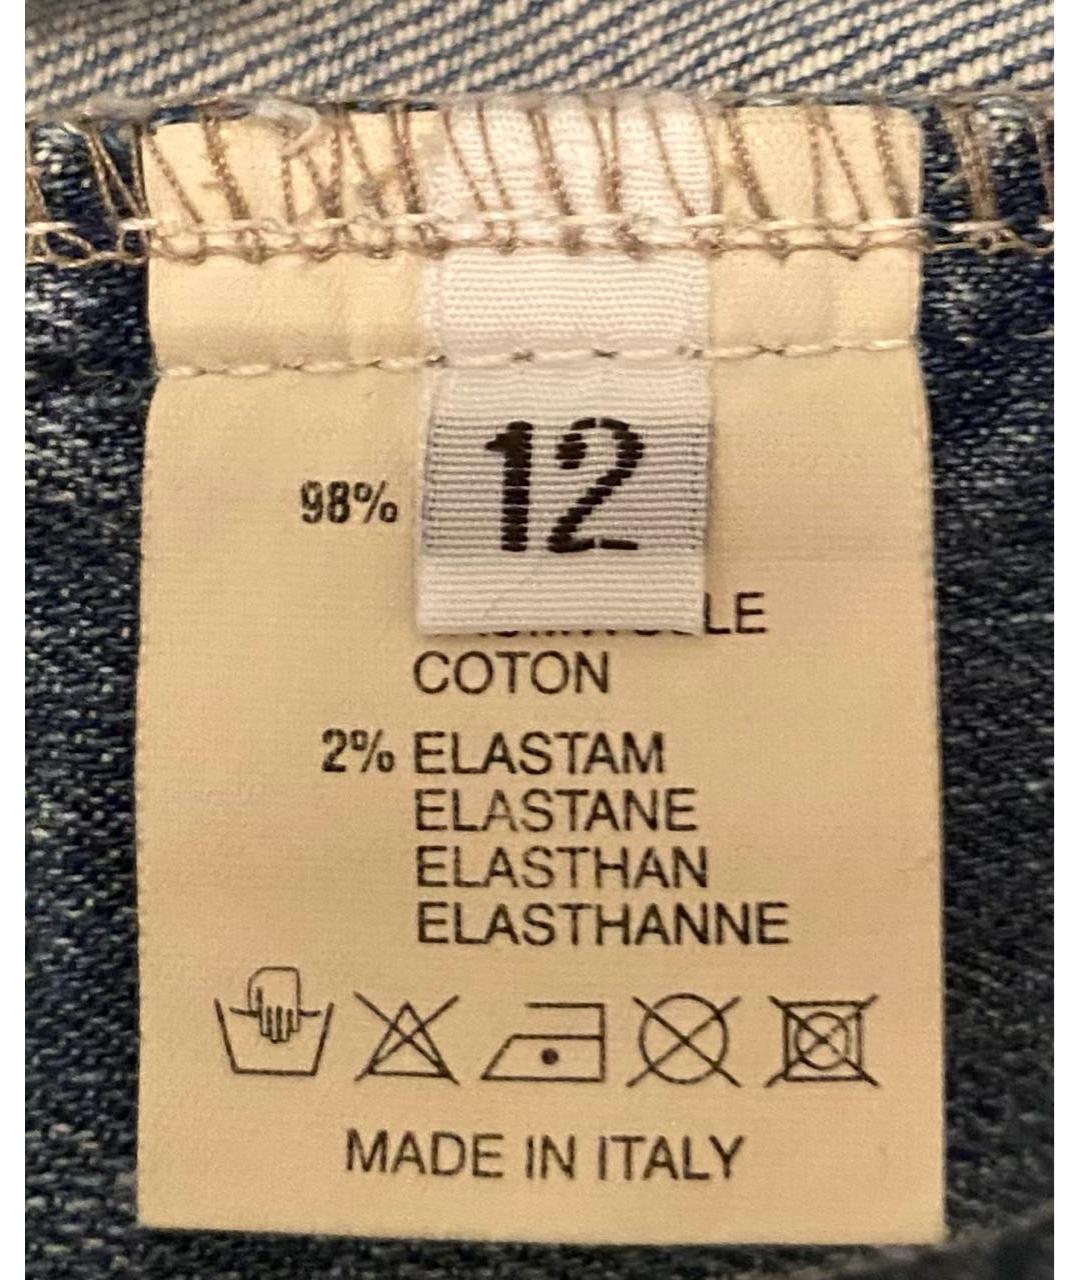 12
98%
COTON
2% ELASTAM
ELASTANE
ELASTHAN
ELASTHANNE
MADE IN ITALY